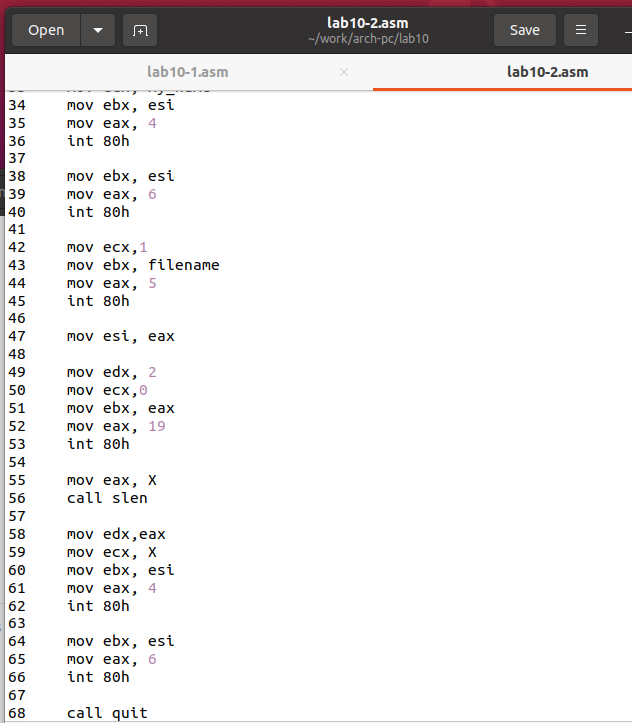 Open
lab10-2.asm
~/work/arch-pc/lab10
Save
lab10-1.asm ×
lab10-2.asm
34 mov ebx, esi
35 mov eax, 4
36 int 80h
37
38 mov ebx, esi
39 mov eax, 6
40 int 80h
41
42 mov ecx,1
43 mov ebx, filename
44 mov eax, 5
45 int 80h
46
47 mov esi, eax
48
49 mov edx, 2
50 mov ecx,0
51 mov ebx, eax
52 mov eax, 19
53 int 80h
54
55 mov eax, X
56 call slen
57
58 mov edx,eax
59 mov ecx, X
60 mov ebx, esi
61 mov eax, 4
62 int 80h
63
64 mov ebx, esi
65 mov eax, 6
66 int 80h
67
68 call quit